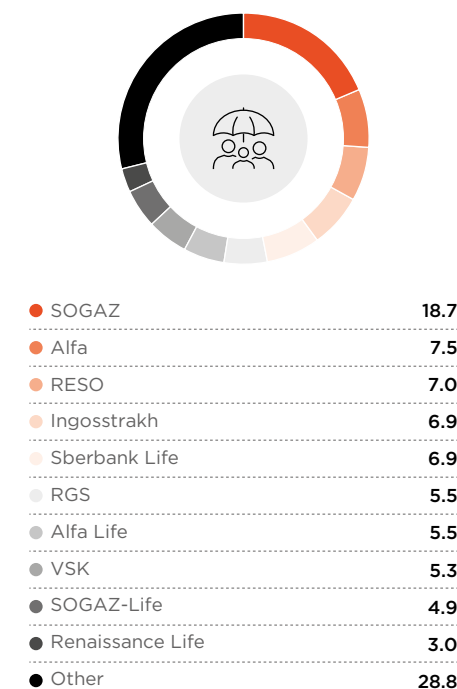 SOGAZ 18.7
Alfa 7.5
RESO 7.0
Ingosstrakh 6.9
Sberbank Life 6.9
RGS 5.5
Alfa Life 5.5
VSK 5.3
SOGAZ-Life 4.9
Renaissance Life 3.0
Other 28.8